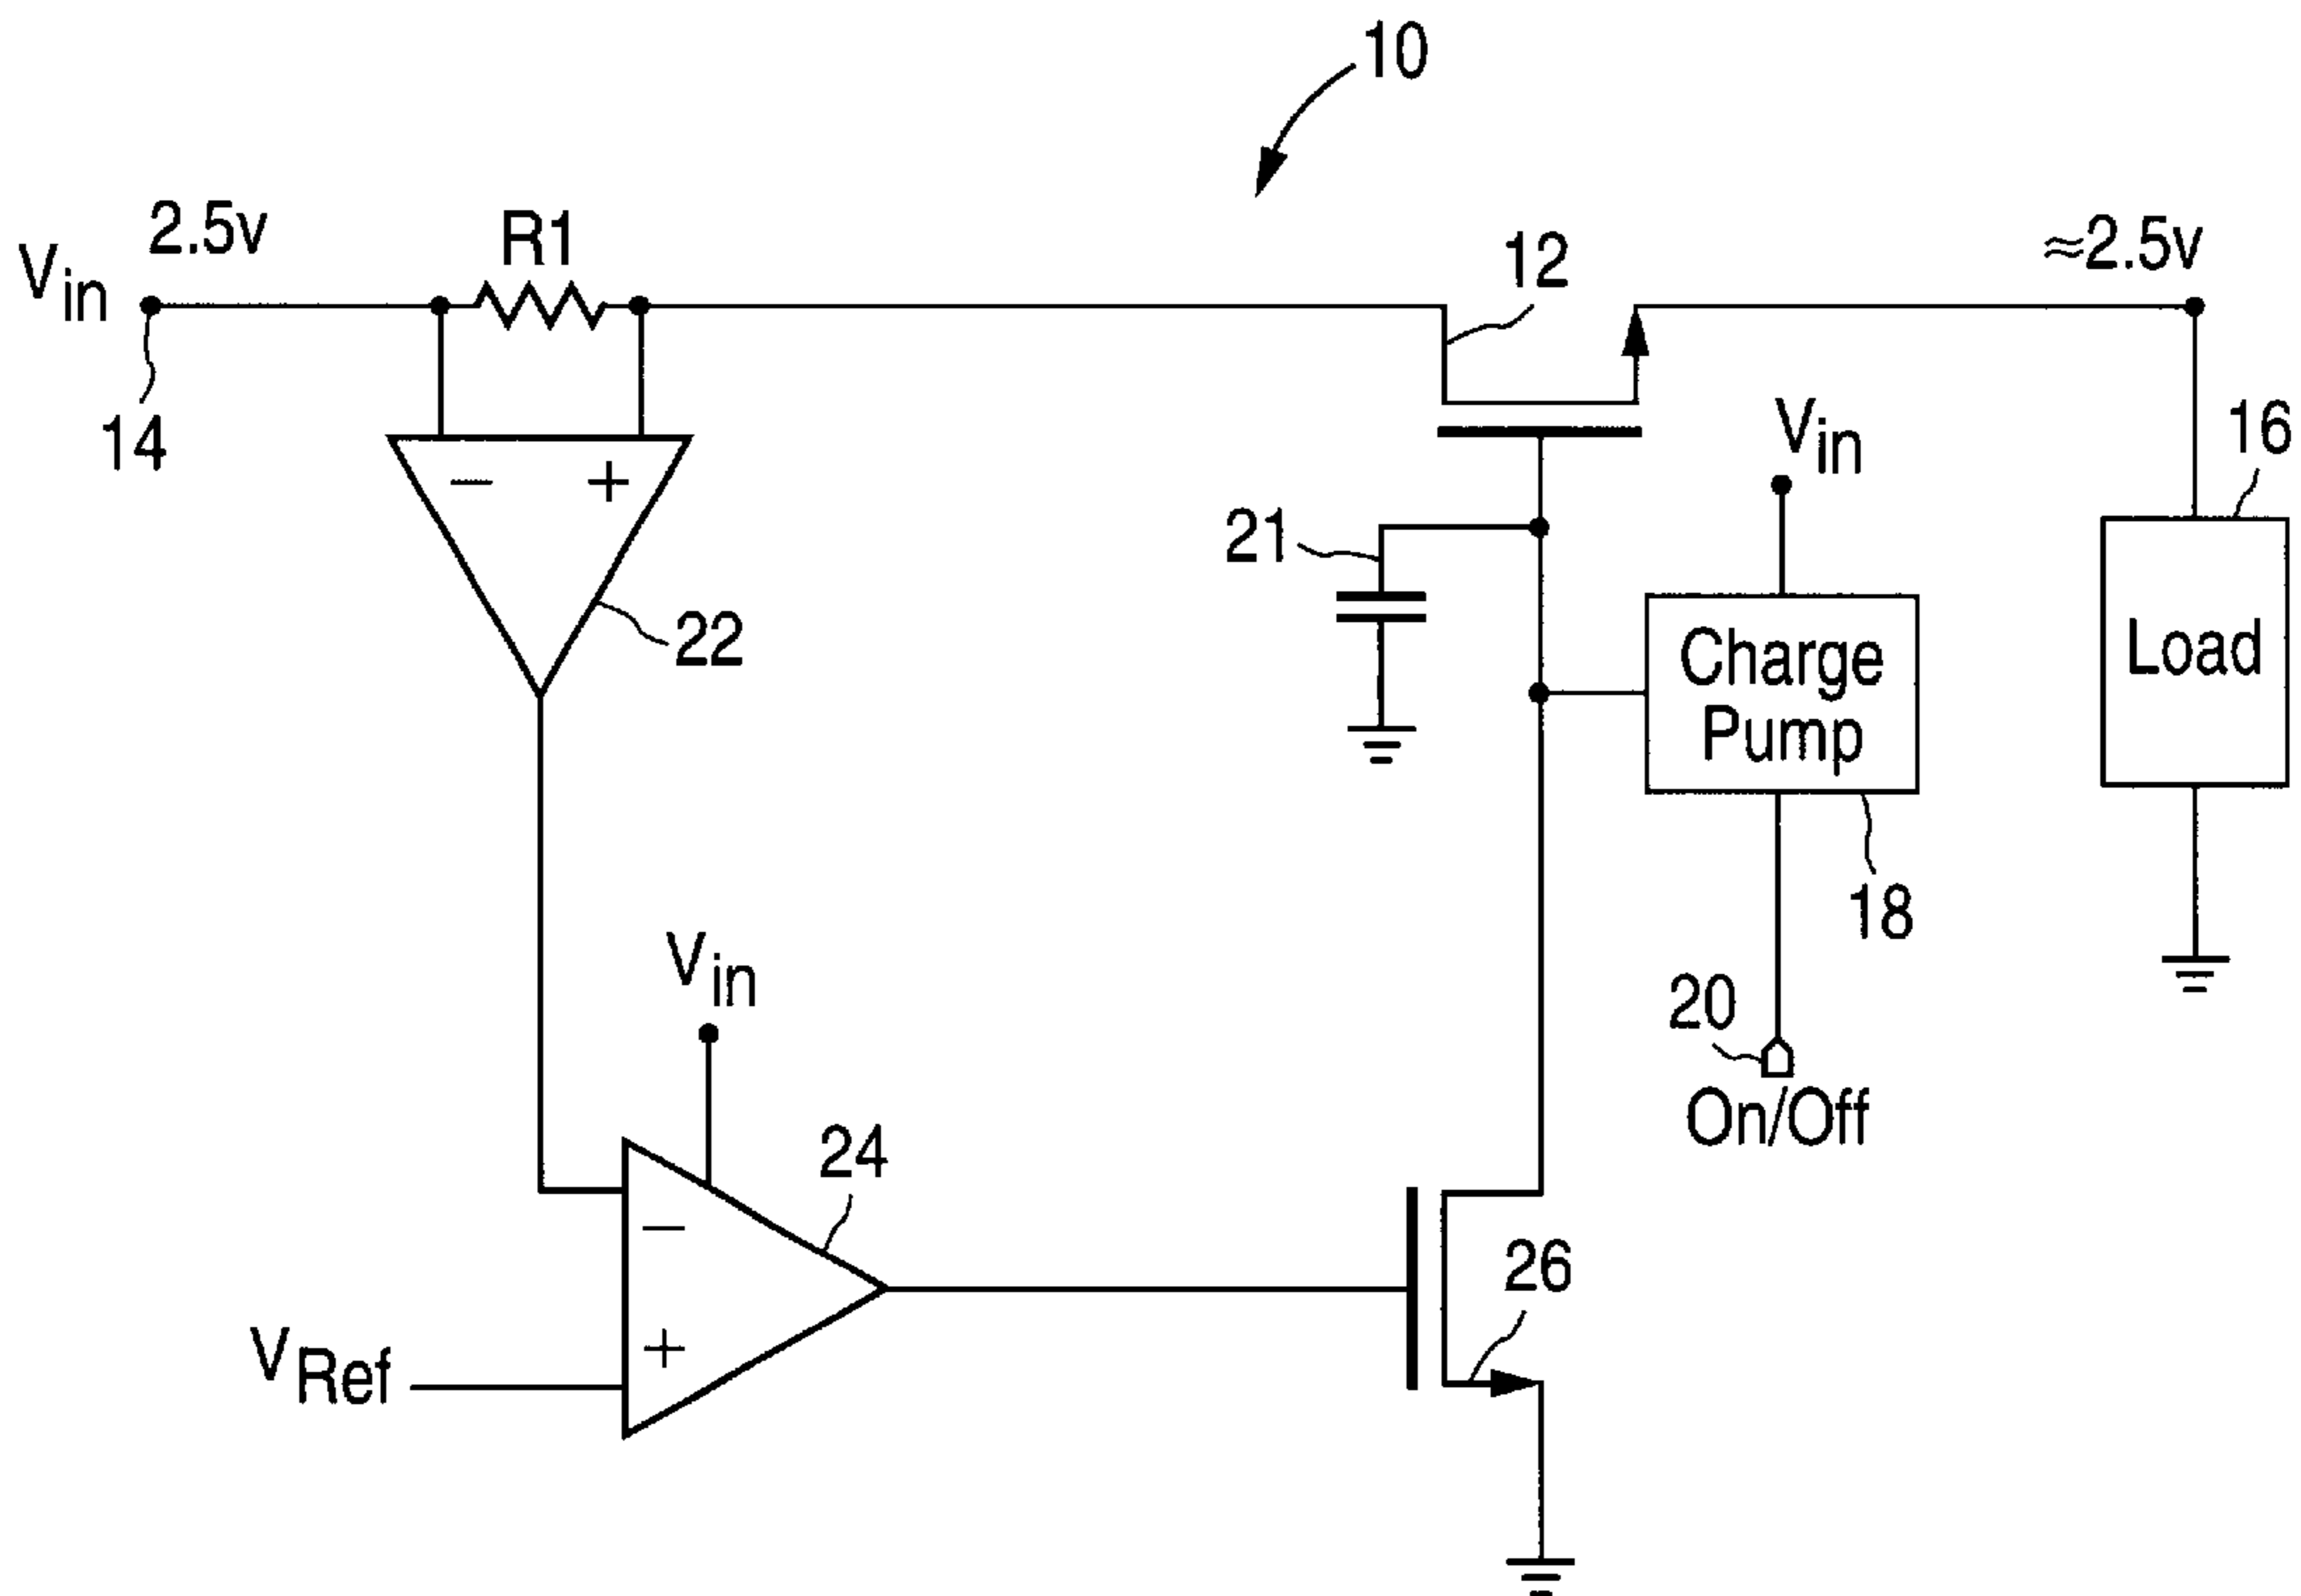 10
2.5v
R1
12
≈2.5v
Vin
14
Vin
16
21
22
Charge
Pump
Load
18
Vin
20
On/Off
24
26
VRef
−
+
−
+